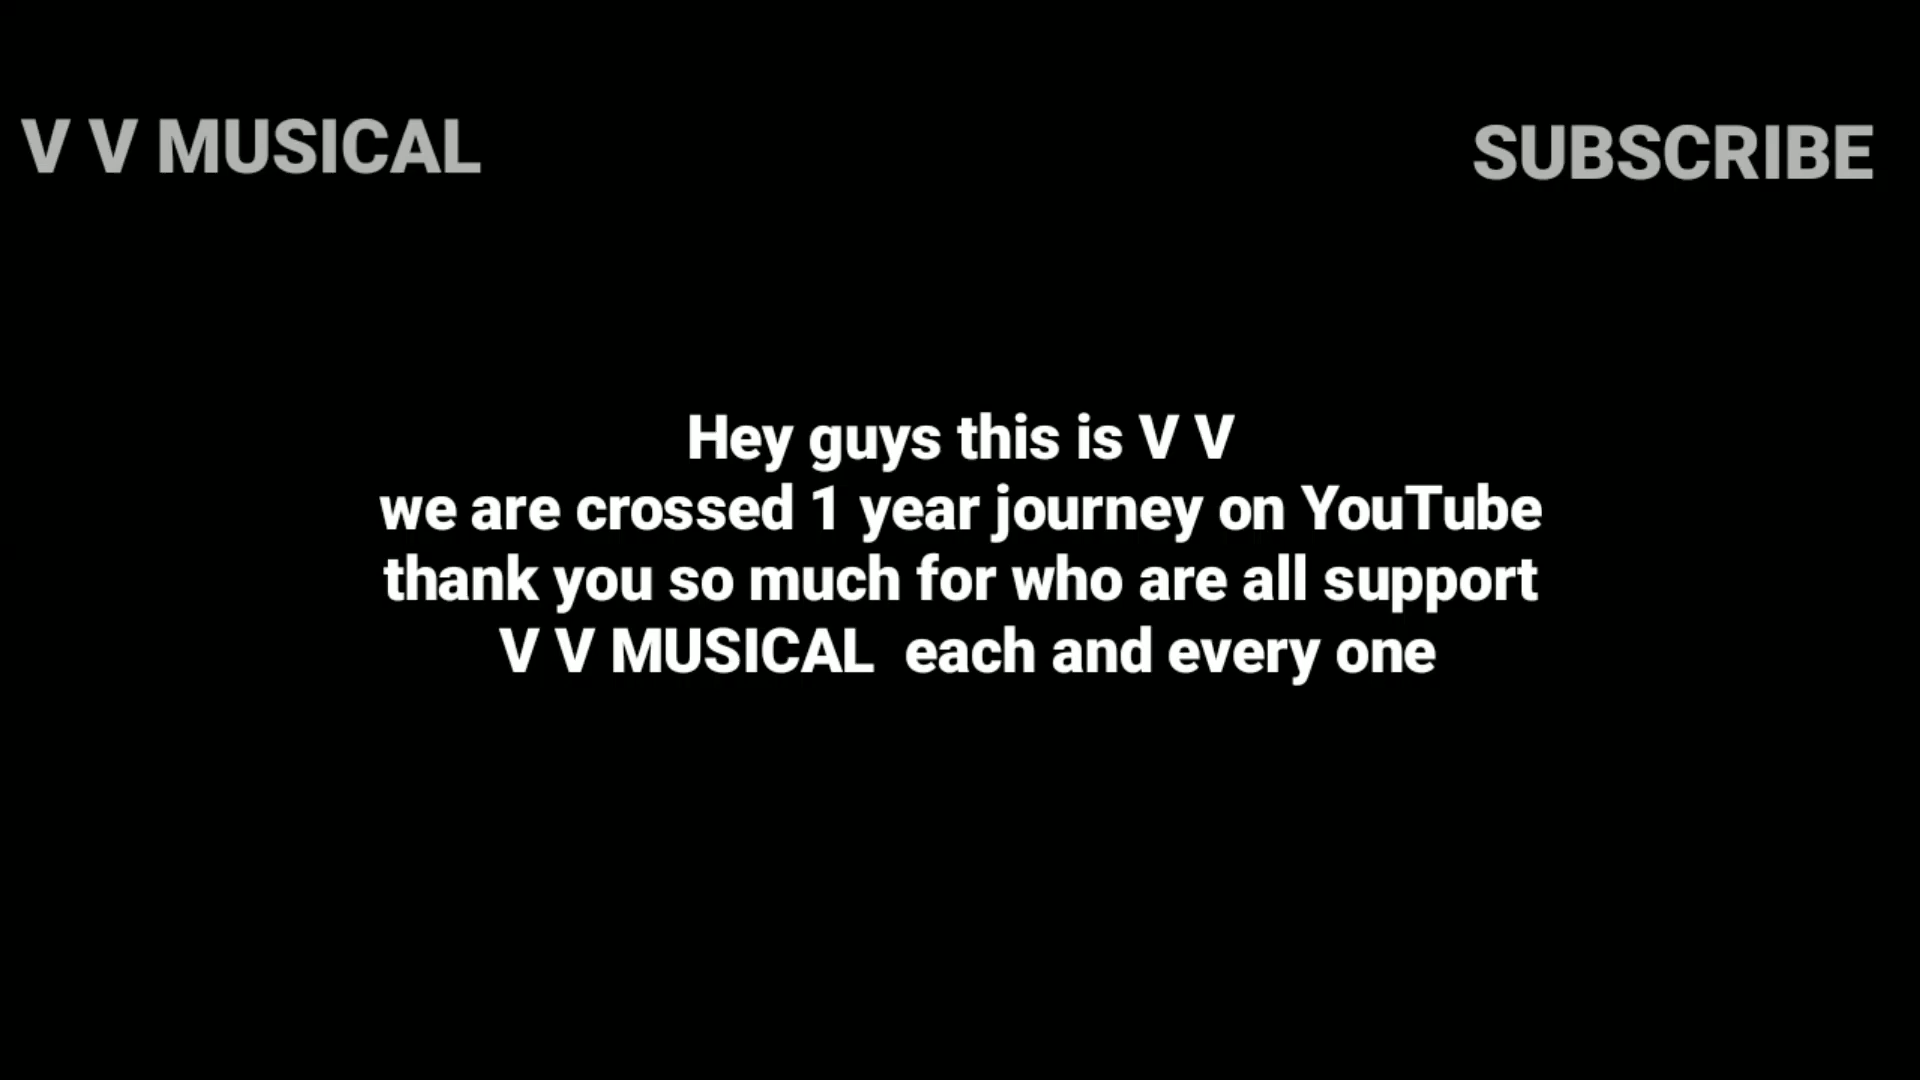 V V MUSICAL
SUBSCRIBE
Hey guys this is V V
we are crossed 1 year journey on YouTube
thank you so much for who are all support
V V MUSICAL  each and every one